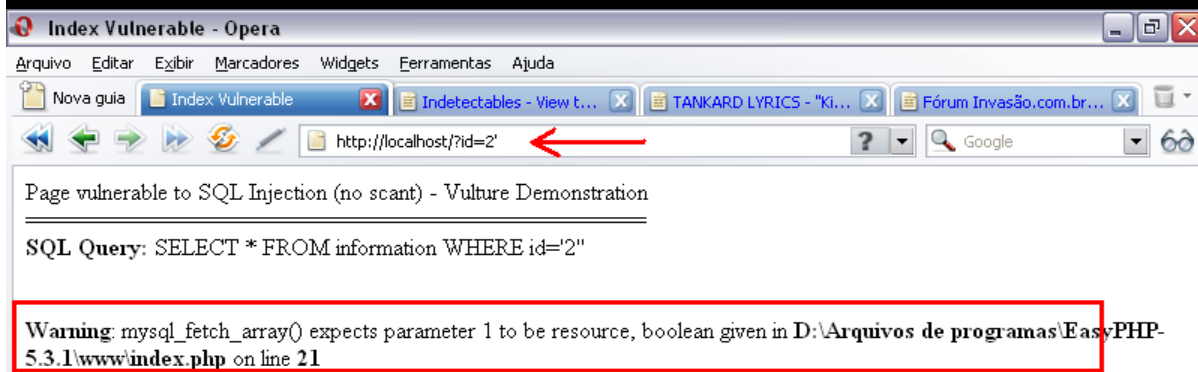 Index Vulnerable - Opera
Arquivo Editar Exibir Marcadores Widgets Ferramentas Ajuda
Nova guia Index Vulnerable Indetectables - View t... TANKARD LYRICS - "Ki... Fórum Invasão.com.br...
http://localhost/?id=2' ? Google
Page vulnerable to SQL Injection (no scant) - Vulture Demonstration
SQL Query: SELECT * FROM information WHERE id='2''
Warning: mysql_fetch_array() expects parameter 1 to be resource, boolean given in D:\Arquivos de programas\EasyPHP-
5.3.1\www\index.php on line 21